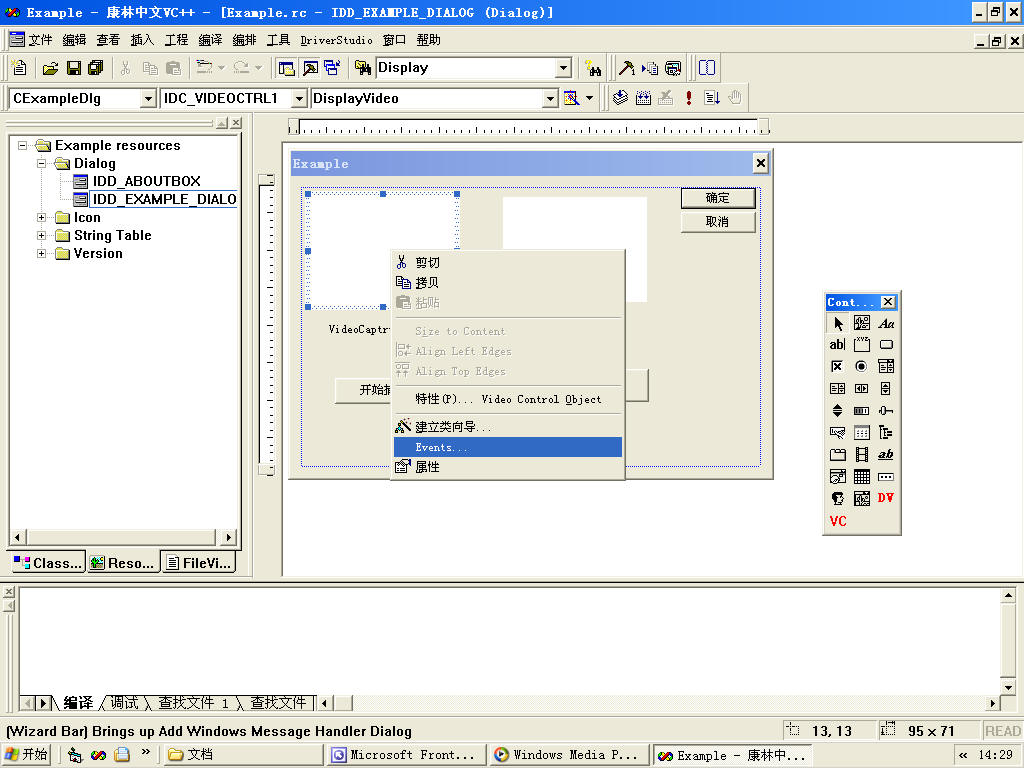 Example - 康林中文VC++ - [Example.rc - IDD_EXAMPLE_DIALOG (Dialog)]
文件 编辑 查看 插入 工程 编译 编排 工具 DriverStudio 窗口 帮助
Display
CExampleDlg IDC_VIDEOCTRL1 DisplayVideo
Example resources
Dialog
IDD_ABOUTBOX
IDD_EXAMPLE_DIALO
Icon
String Table
Version
Class... Reso... FileVi...
Example
确定
取消
VideoCaptr
开始
剪切
拷贝
粘贴
Size to Content
Align Left Edges
Align Top Edges
特性(P)... Video Control Object
建立类向导...
Events...
属性
Cont...
Aa
ab
XYZ
ab
DV
VC
编译 调试 查找文件 1 查找文件
(Wizard Bar) Brings up Add Windows Message Handler Dialog
13, 13 95 × 71 READ
开始 » 文档 Microsoft Front... Windows Media P... Example - 康林中... « 14:29